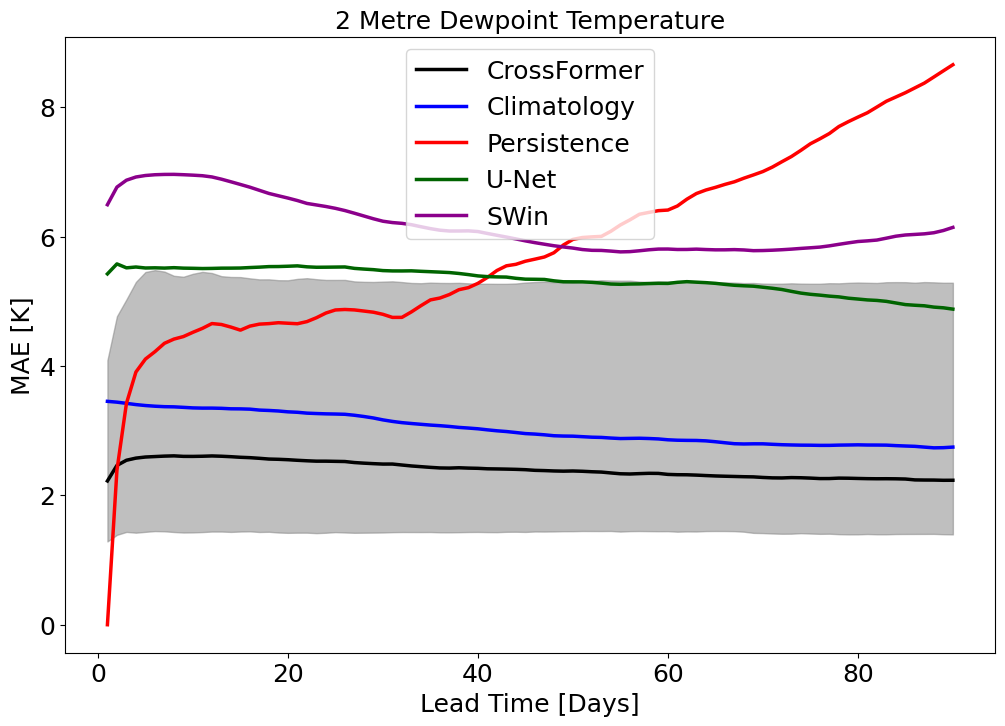 2 Metre Dewpoint Temperature
CrossFormer
Climatology
Persistence
U-Net
SWin
MAE [K]
8
6
4
2
0
0 20 40 60 80
Lead Time [Days]